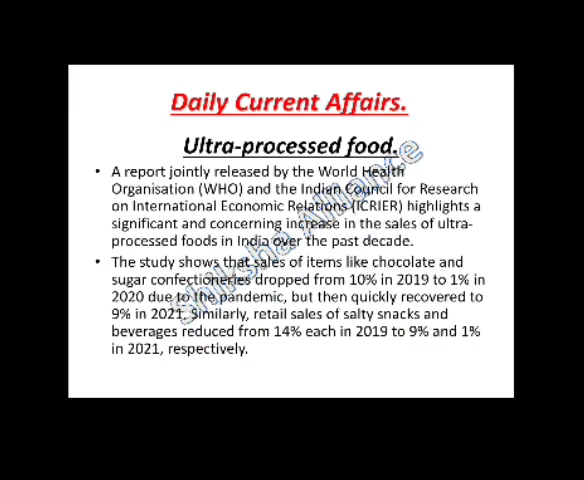 Daily Current Affairs.
Ultra-processed food.
• A report jointly released by the World Health
Organisation (WHO) and the Indian Council for Research
on International Economic Relations (ICRIER) highlights a
significant and concerning increase in the sales of ultra-
processed foods in India over the past decade.
• The study shows that sales of items like chocolate and
sugar confectioneries dropped from 10% in 2019 to 1% in
2020 due to the pandemic, but then quickly recovered to
9% in 2021. Similarly, retail sales of salty snacks and
beverages reduced from 14% each in 2019 to 9% and 1%
in 2021, respectively.
Shiksha Alliance